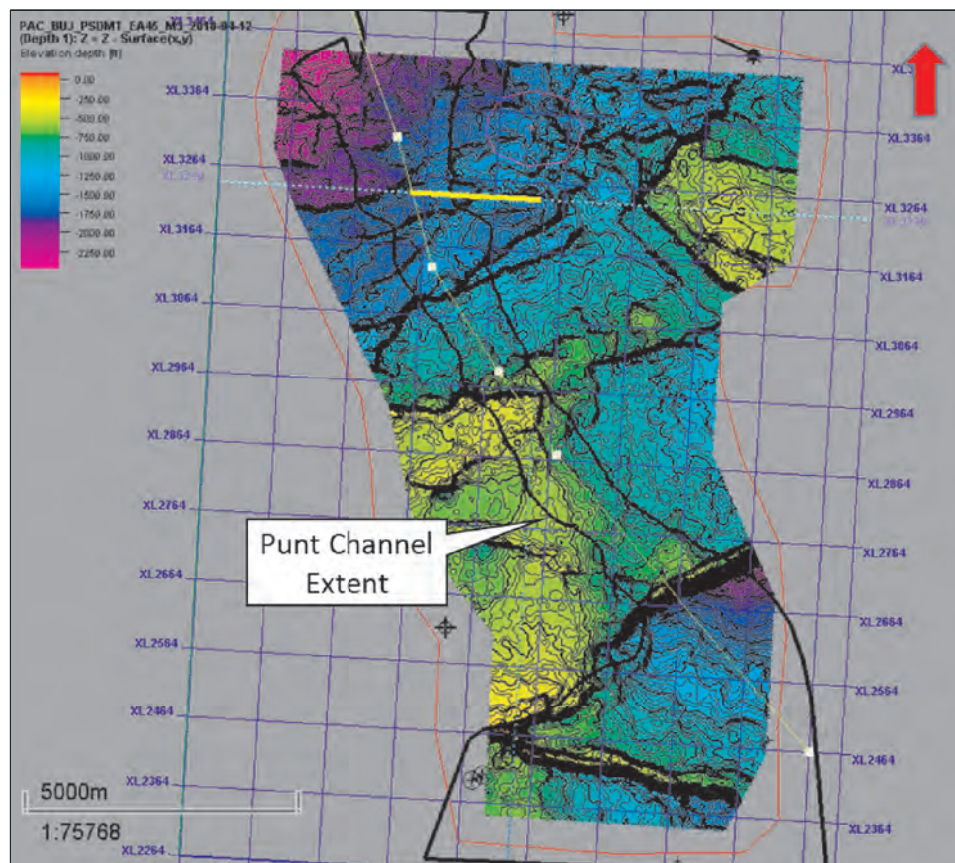 PAC_BUJ_PSDMT_EA45_M3_2018-04-12
(Depth 1): Z = Z - Surface(x,y)
Elevation depth [ft]
0.00
-250.00
-500.00
-750.00
-1000.00
-1250.00
-1500.00
-1750.00
-2000.00
-2250.00
XL3464
XL3364
XL3264
XL3164
XL3064
XL2964
XL2864
XL2764
XL2664
XL2564
XL2464
XL2364
XL2264
XL3364
XL3264
XL3164
XL3064
XL2964
XL2864
XL2764
XL2664
XL2564
XL2464
XL2364
Punt Channel
Extent
5000m
1:75768